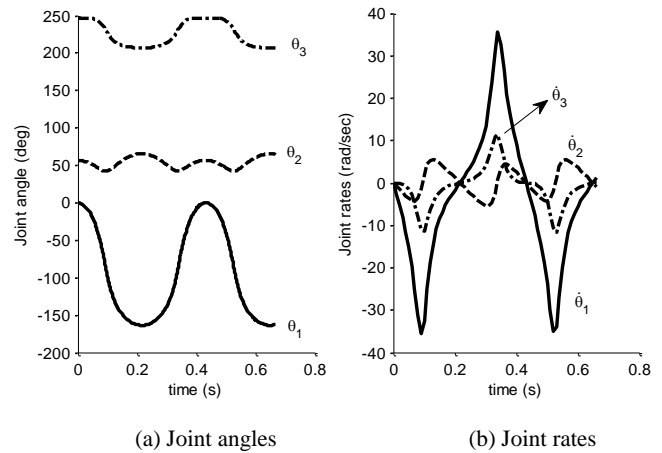 250
200
150
100
50
0
-50
-100
-150
-200
0
0.2
0.4
0.6
0.8
Joint angle (deg)
time (s)
θ3
θ2
θ1
(a) Joint angles
40
30
20
10
0
-10
-20
-30
-40
0
0.2
0.4
0.6
0.8
Joint rates (rad/sec)
time (s)
θ̇3
θ̇2
θ̇1
(b) Joint rates